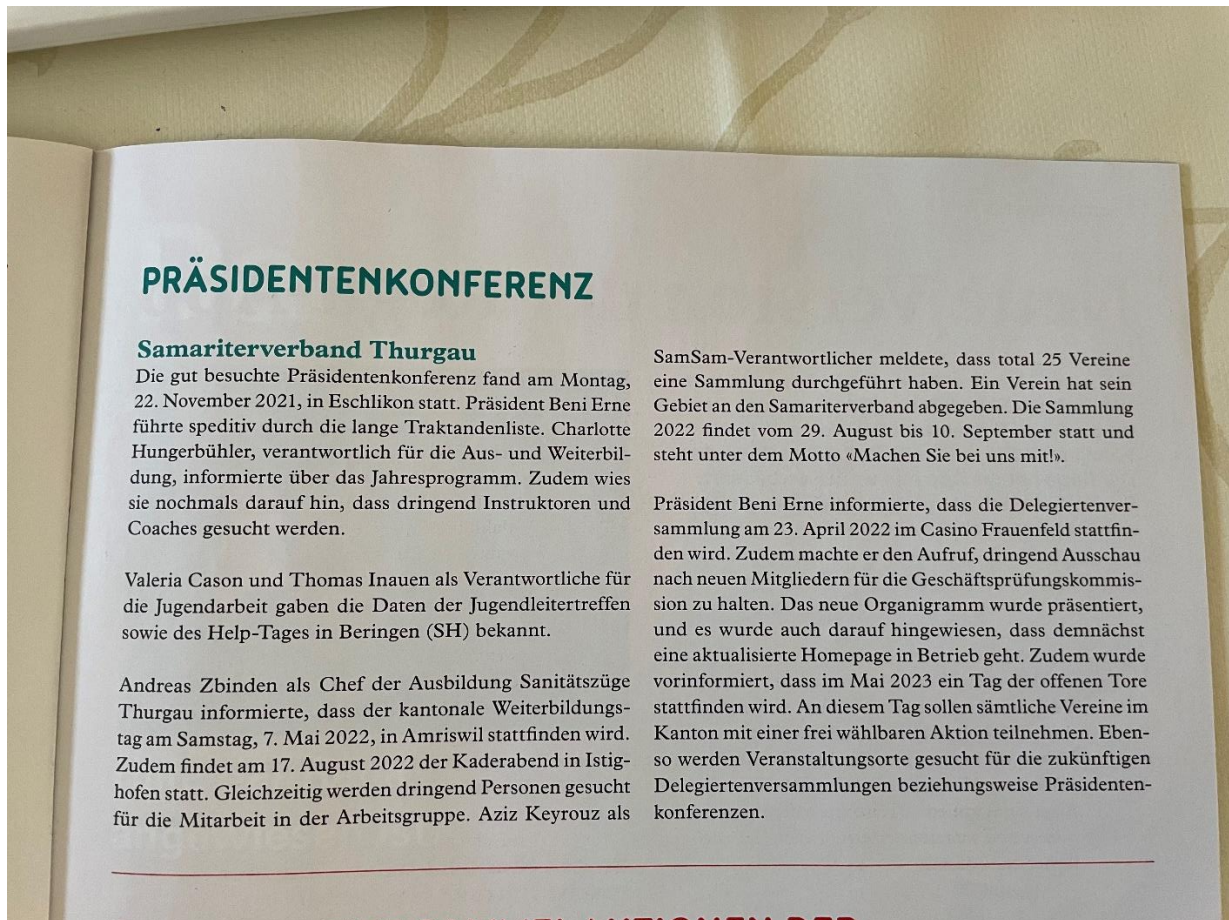 PRÄSIDENTENKONFERENZ
Samariterverband Thurgau
Die gut besuchte Präsidentenkonferenz fand am Montag,
22. November 2021, in Eschlikon statt. Präsident Beni Erne
führte speditiv durch die lange Traktandenliste. Charlotte
Hungerbühler, verantwortlich für die Aus- und Weiterbil-
dung, informierte über das Jahresprogramm. Zudem wies
sie nochmals darauf hin, dass dringend Instruktoren und
Coaches gesucht werden.
Valeria Cason und Thomas Inauen als Verantwortliche für
die Jugendarbeit gaben die Daten der Jugendleitertreffen
sowie des Help-Tages in Beringen (SH) bekannt.
Andreas Zbinden als Chef der Ausbildung Sanitätszüge
Thurgau informierte, dass der kantonale Weiterbildungs-
tag am Samstag, 7. Mai 2022, in Amriswil stattfinden wird.
Zudem findet am 17. August 2022 der Kaderabend in Istig-
hofen statt. Gleichzeitig werden dringend Personen gesucht
für die Mitarbeit in der Arbeitsgruppe. Aziz Keyrouz als
SamSam-Verantwortlicher meldete, dass total 25 Vereine
eine Sammlung durchgeführt haben. Ein Verein hat sein
Gebiet an den Samariterverband abgegeben. Die Sammlung
2022 findet vom 29. August bis 10. September statt und
steht unter dem Motto «Machen Sie bei uns mit!».
Präsident Beni Erne informierte, dass die Delegiertenver-
sammlung am 23. April 2022 im Casino Frauenfeld stattfin-
den wird. Zudem machte er den Aufruf, dringend Ausschau
nach neuen Mitgliedern für die Geschäftsprüfungskommis-
sion zu halten. Das neue Organigramm wurde präsentiert,
und es wurde auch darauf hingewiesen, dass demnächst
eine aktualisierte Homepage in Betrieb geht. Zudem wurde
vorinformiert, dass im Mai 2023 ein Tag der offenen Tore
stattfinden wird. An diesem Tag sollen sämtliche Vereine im
Kanton mit einer frei wählbaren Aktion teilnehmen. Eben-
so werden Veranstaltungsorte gesucht für die zukünftigen
Delegiertenversammlungen beziehungsweise Präsidenten-
konferenzen.
DER